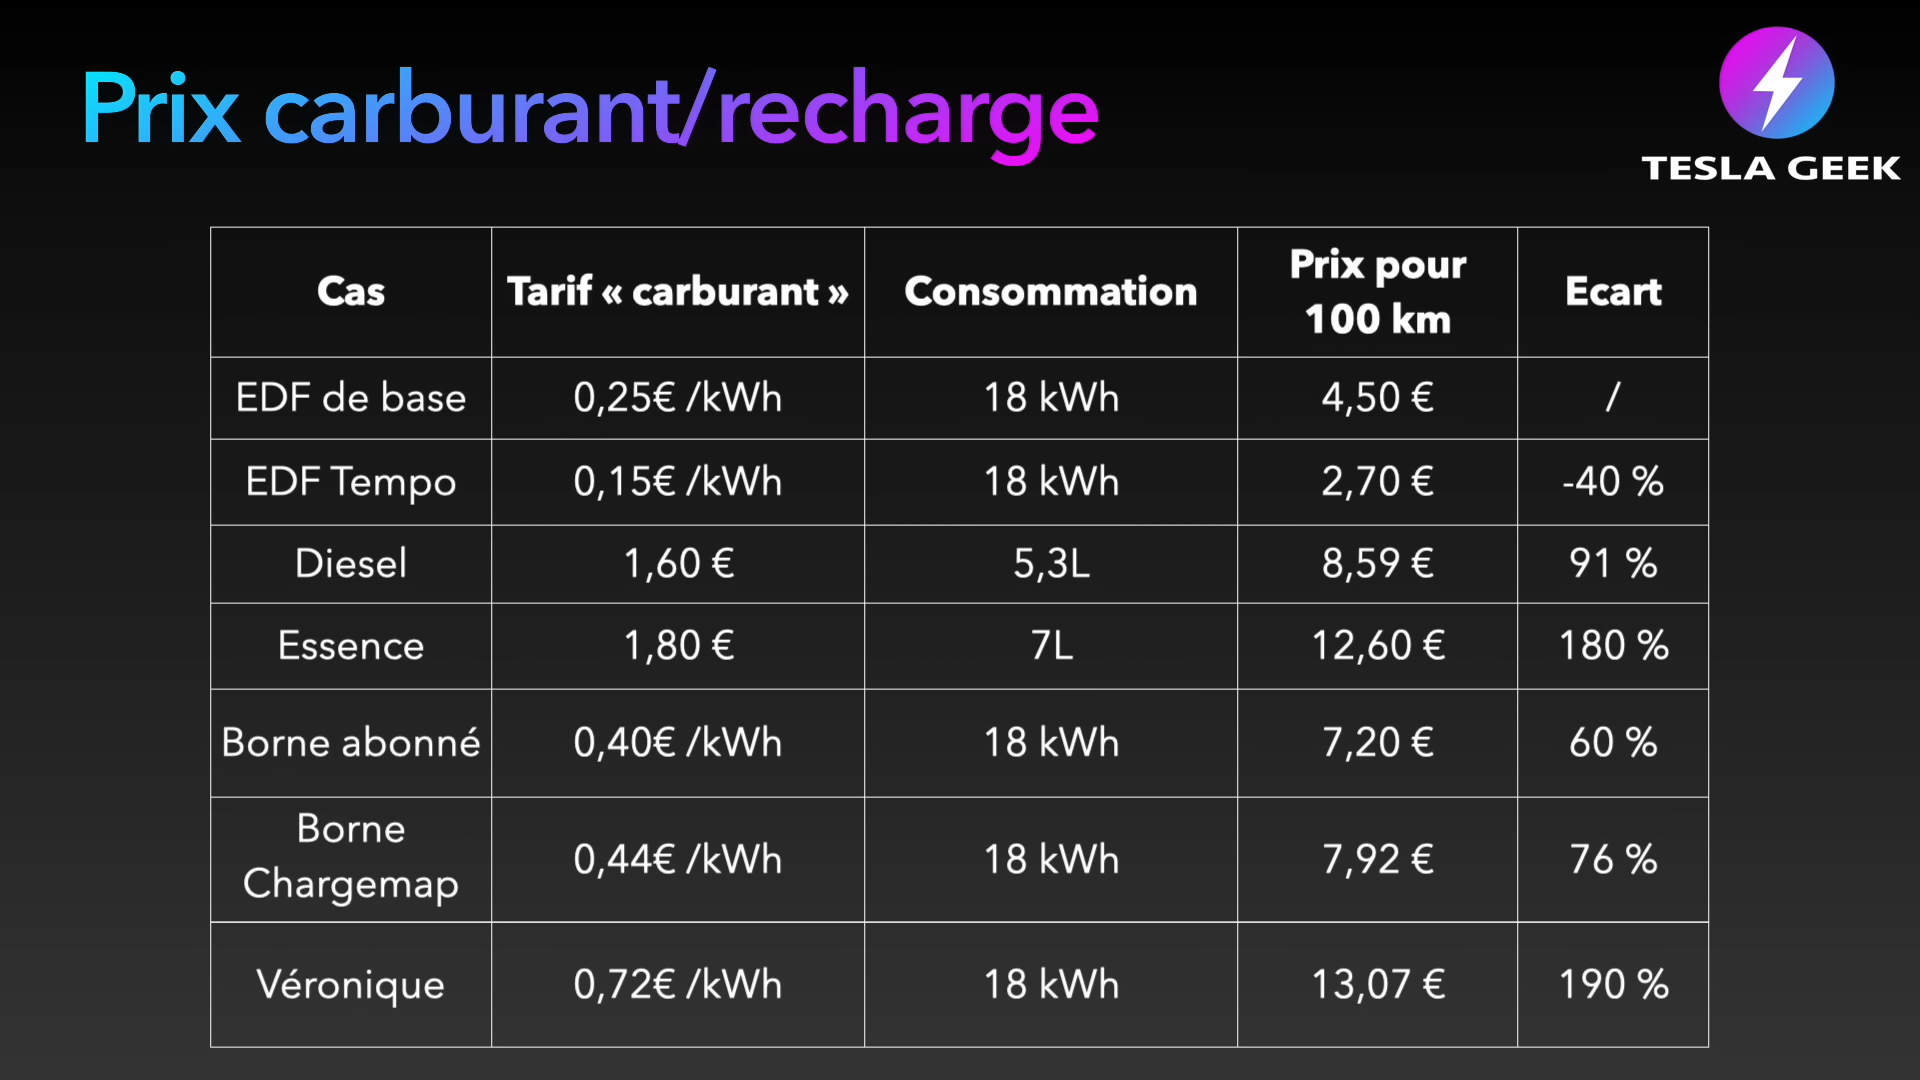 Prix carburant/recharge
TESLA GEEK
Cas Tarif « carburant » Consommation Prix pour 100 km Ecart
EDF de base 0,25€ /kWh 18 kWh 4,50 € /
EDF Tempo 0,15€ /kWh 18 kWh 2,70 € -40 %
Diesel 1,60 € 5,3L 8,59 € 91 %
Essence 1,80 € 7L 12,60 € 180 %
Borne abonné 0,40€ /kWh 18 kWh 7,20 € 60 %
Borne Chargemap 0,44€ /kWh 18 kWh 7,92 € 76 %
Véronique 0,72€ /kWh 18 kWh 13,07 € 190 %